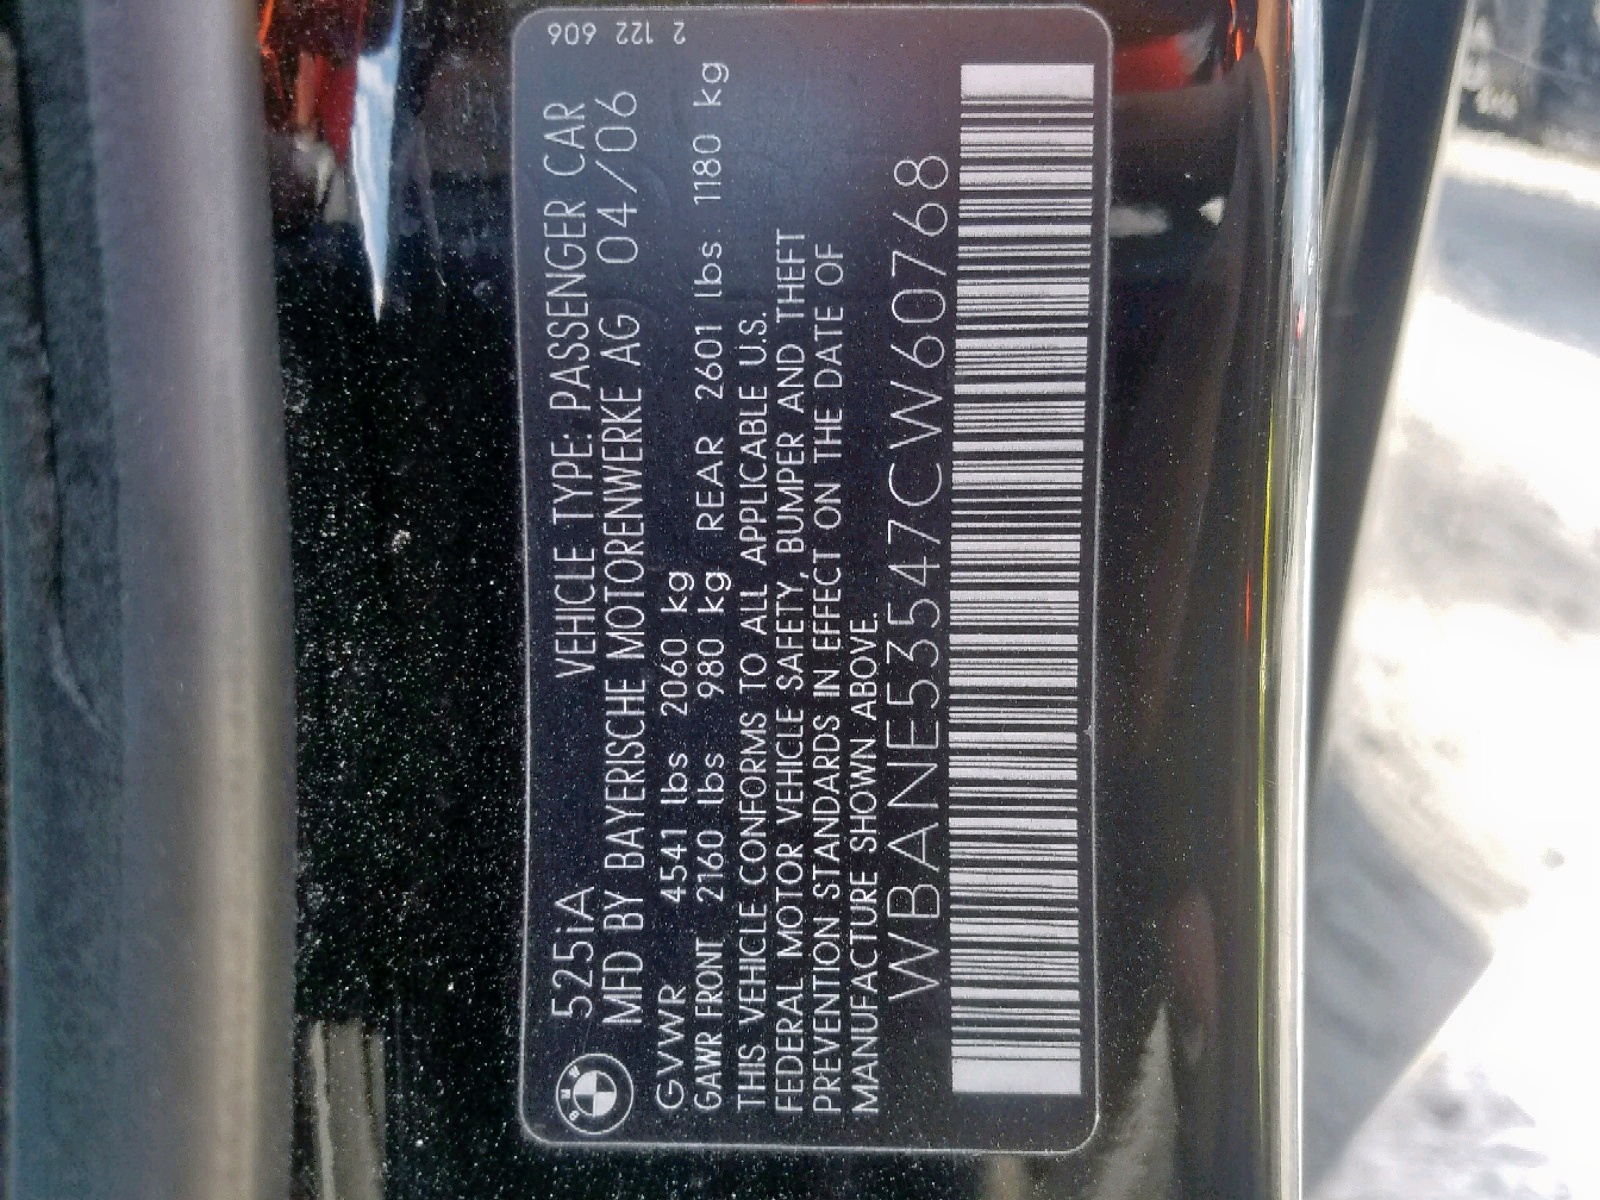 2 122 606
BMW
525iA VEHICLE TYPE: PASSENGER CAR
MFD BY BAYERISCHE MOTORENWERKE AG 04/06
GVWR 4541 lbs 2060 kg
GAWR FRONT 2160 lbs 980 kg REAR 2601 lbs 1180 kg
THIS VEHICLE CONFORMS TO ALL APPLICABLE U.S.
FEDERAL MOTOR VEHICLE SAFETY, BUMPER AND THEFT
PREVENTION STANDARDS IN EFFECT ON THE DATE OF
MANUFACTURE SHOWN ABOVE.
WBANE53547CW60768